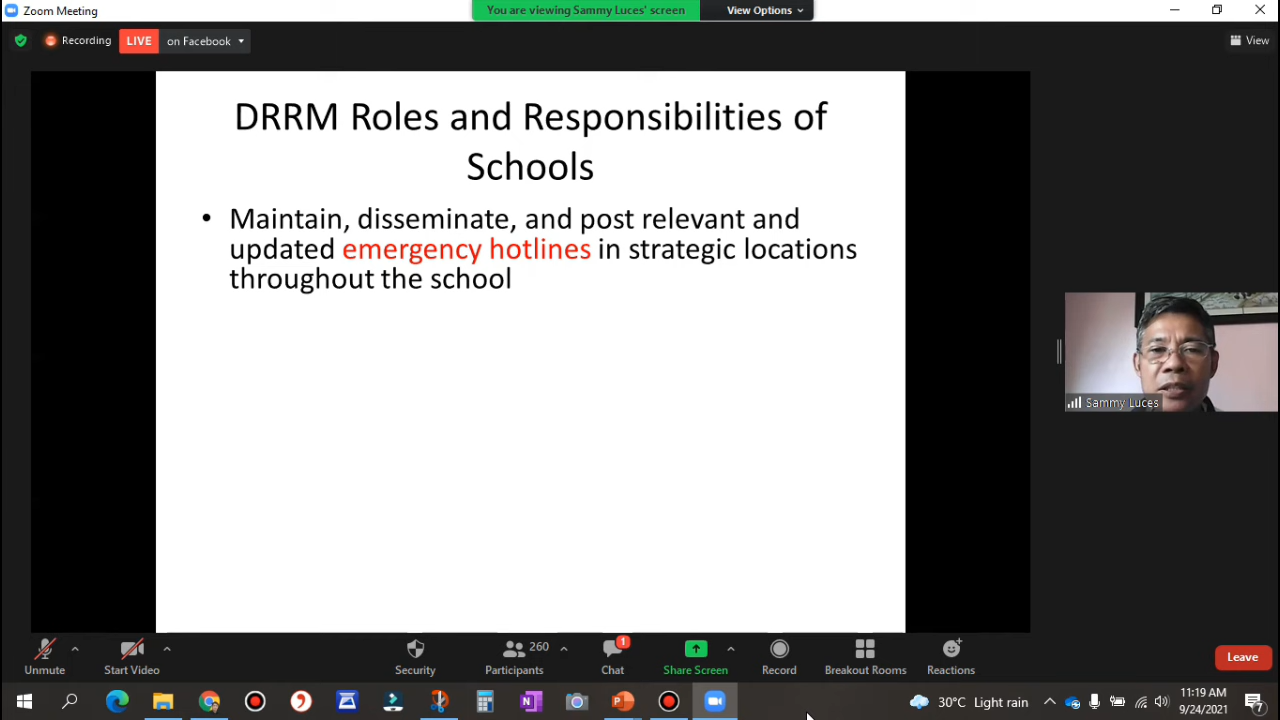 Zoom Meeting
You are viewing Sammy Luces' screen
View Options
Recording
LIVE
on Facebook
View
DRRM Roles and Responsibilities of
Schools
• Maintain, disseminate, and post relevant and
updated emergency hotlines in strategic locations
throughout the school
Sammy Luces
Unmute
Start Video
Security
260
Participants
1
Chat
Share Screen
Record
Breakout Rooms
Reactions
Leave
30°C Light rain
11:19 AM
9/24/2021
7